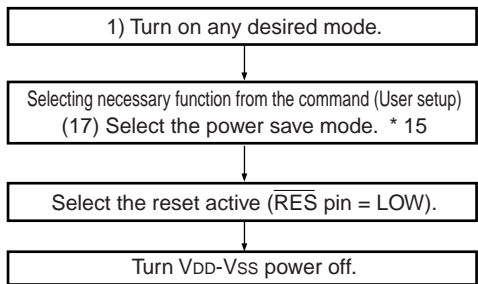 1) Turn on any desired mode.
Selecting necessary function from the command (User setup)
(17) Select the power save mode. * 15
Select the reset active (R̅E̅S̅ pin = LOW).
Turn VDD-VSS power off.